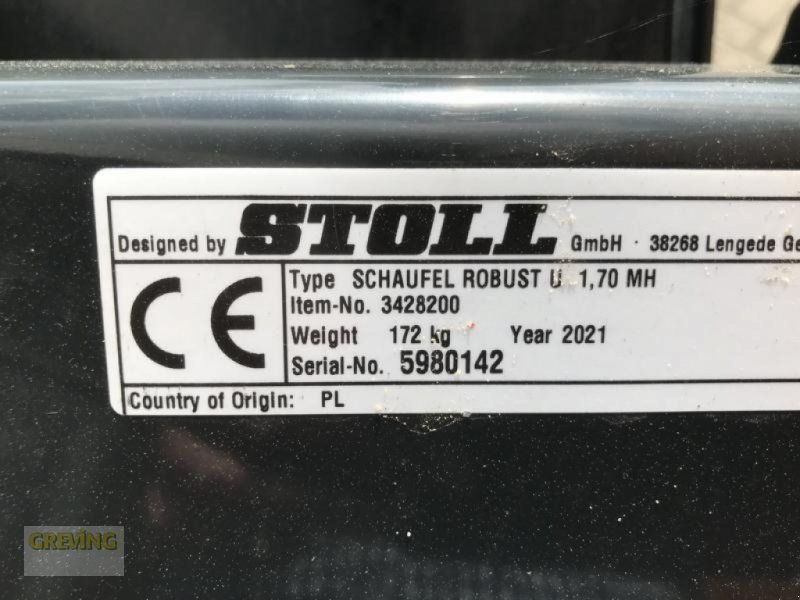 Designed by STOLL GmbH · 38268 Lengede Ge
CE
Type SCHAUFEL ROBUST U 1,70 MH
Item-No. 3428200
Weight 172 kg Year 2021
Serial-No. 5980142
Country of Origin: PL
GREVING